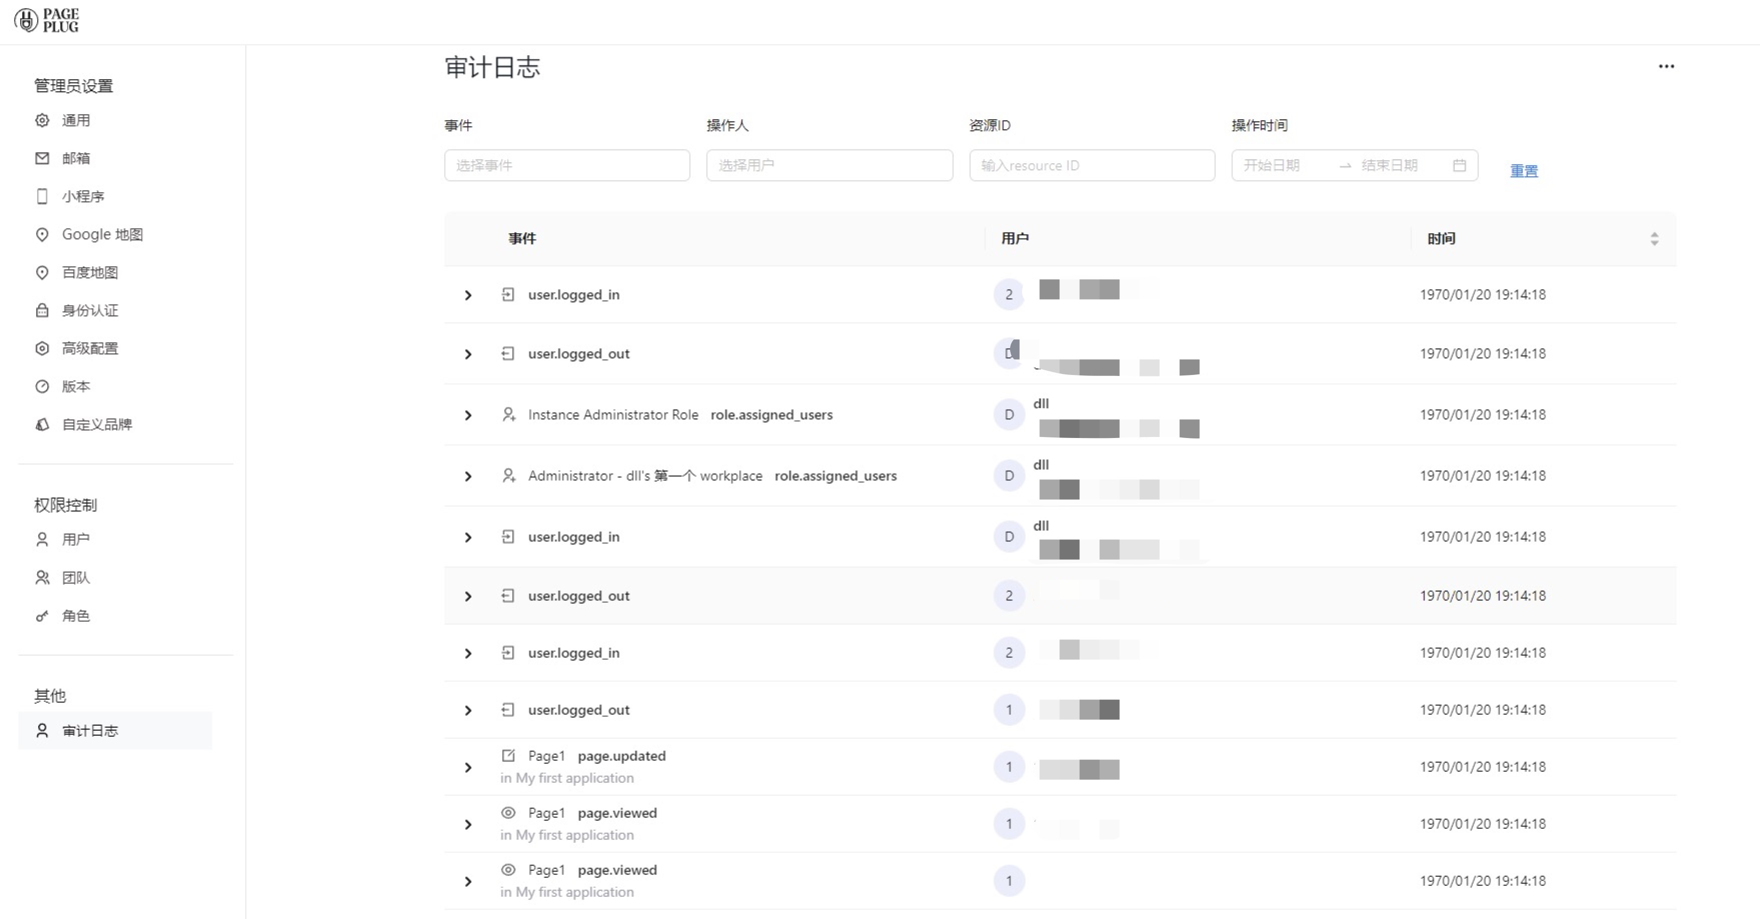 PAGE
PLUG
管理员设置
通用
邮箱
小程序
Google 地图
百度地图
身份认证
高级配置
版本
自定义品牌
权限控制
用户
团队
角色
其他
审计日志
审计日志
事件 操作人 资源ID 操作时间
选择事件 选择用户 输入resource ID 开始日期 → 结束日期 重置
事件 用户 时间
user.logged_in 2 1970/01/20 19:14:18
user.logged_out D 1970/01/20 19:14:18
Instance Administrator Role role.assigned_users D dll 1970/01/20 19:14:18
Administrator - dll's 第一个 workplace role.assigned_users D dll 1970/01/20 19:14:18
user.logged_in D dll 1970/01/20 19:14:18
user.logged_out 2 1970/01/20 19:14:18
user.logged_in 2 1970/01/20 19:14:18
user.logged_out 1 1970/01/20 19:14:18
Page1 page.updated 1 1970/01/20 19:14:18
in My first application
Page1 page.viewed 1 1970/01/20 19:14:18
in My first application
Page1 page.viewed 1 1970/01/20 19:14:18
in My first application